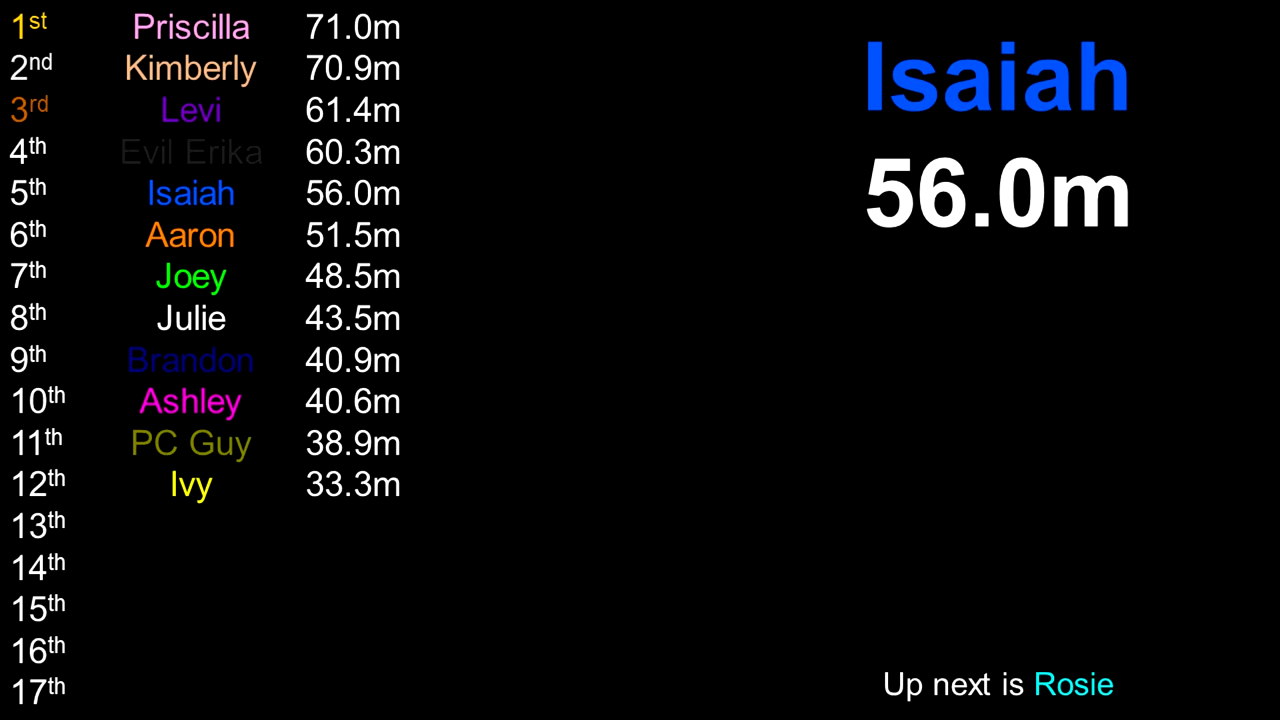 1st Priscilla 71.0m
2nd Kimberly 70.9m
3rd Levi 61.4m
4th Evil Erika 60.3m
5th Isaiah 56.0m
6th Aaron 51.5m
7th Joey 48.5m
8th Julie 43.5m
9th Brandon 40.9m
10th Ashley 40.6m
11th PC Guy 38.9m
12th Ivy 33.3m
13th
14th
15th
16th
17th
Isaiah
56.0m
Up next is Rosie